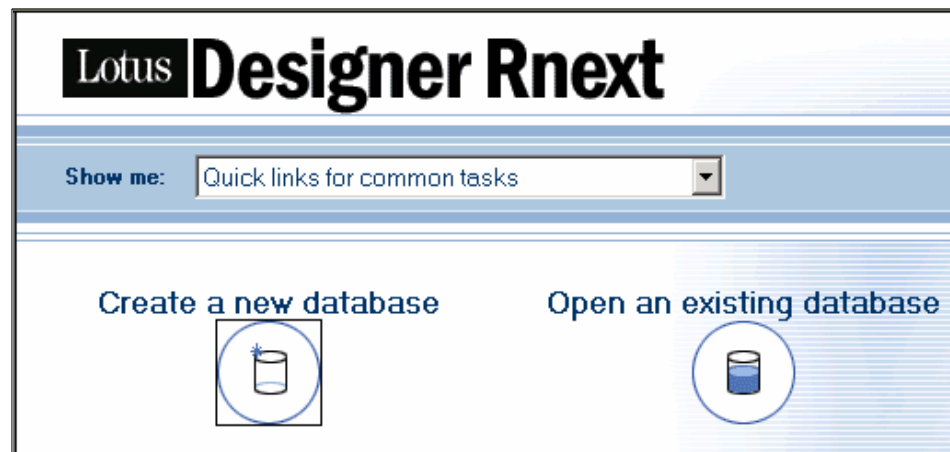 Lotus Designer Rnext
Show me: Quick links for common tasks
Create a new database Open an existing database